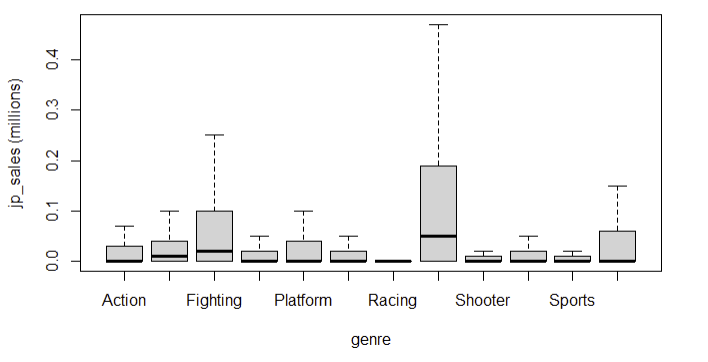 jp_sales (millions)
0.4
0.3
0.2
0.1
0.0
Action Fighting Platform Racing Shooter Sports
genre